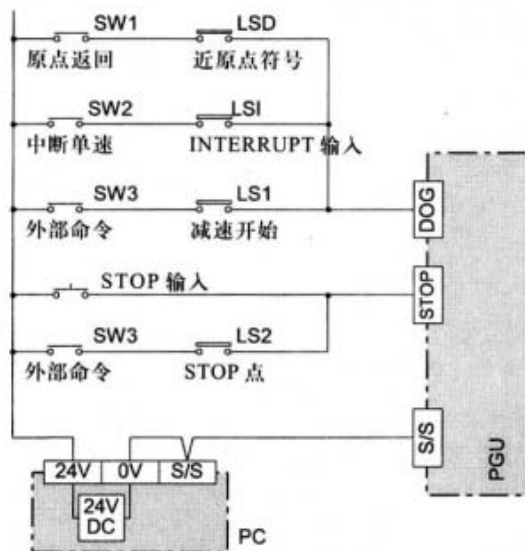 SW1 LSD
原点返回 近原点符号
SW2 LSI
中断单速 INTERRUPT 输入
SW3 LS1
外部命令 减速开始
DOG
STOP 输入
STOP
SW3 LS2
外部命令 STOP 点
S/S
PGU
24V 0V S/S
24V
DC
PC